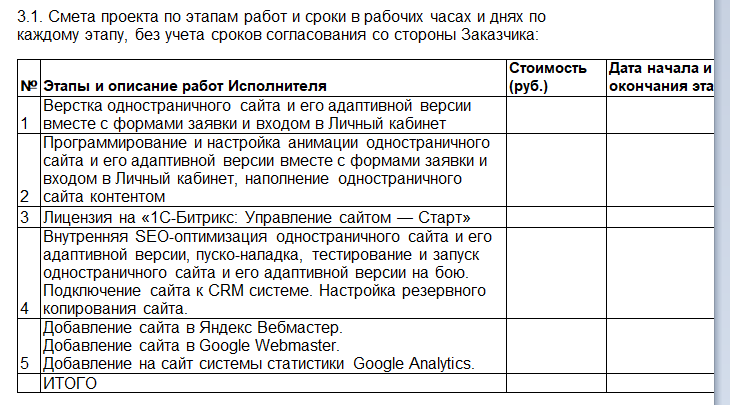 3.1. Смета проекта по этапам работ и сроки в рабочих часах и днях по
каждому этапу, без учета сроков согласования со стороны Заказчика:
№ Этапы и описание работ Исполнителя
Стоимость
(руб.)
Дата начала и
окончания эта
1
Верстка одностраничного сайта и его адаптивной версии
вместе с формами заявки и входом в Личный кабинет
2
Программирование и настройка анимации одностраничного
сайта и его адаптивной версии вместе с формами заявки и
входом в Личный кабинет, наполнение одностраничного
сайта контентом
3 Лицензия на «1С-Битрикс: Управление сайтом — Старт»
4
Внутренняя SEO-оптимизация одностраничного сайта и его
адаптивной версии, пуско-наладка, тестирование и запуск
одностраничного сайта и его адаптивной версии на бою.
Подключение сайта к CRM системе. Настройка резервного
копирования сайта.
5
Добавление сайта в Яндекс Вебмастер.
Добавление сайта в Google Webmaster.
Добавление на сайт системы статистики Google Analytics.
ИТОГО